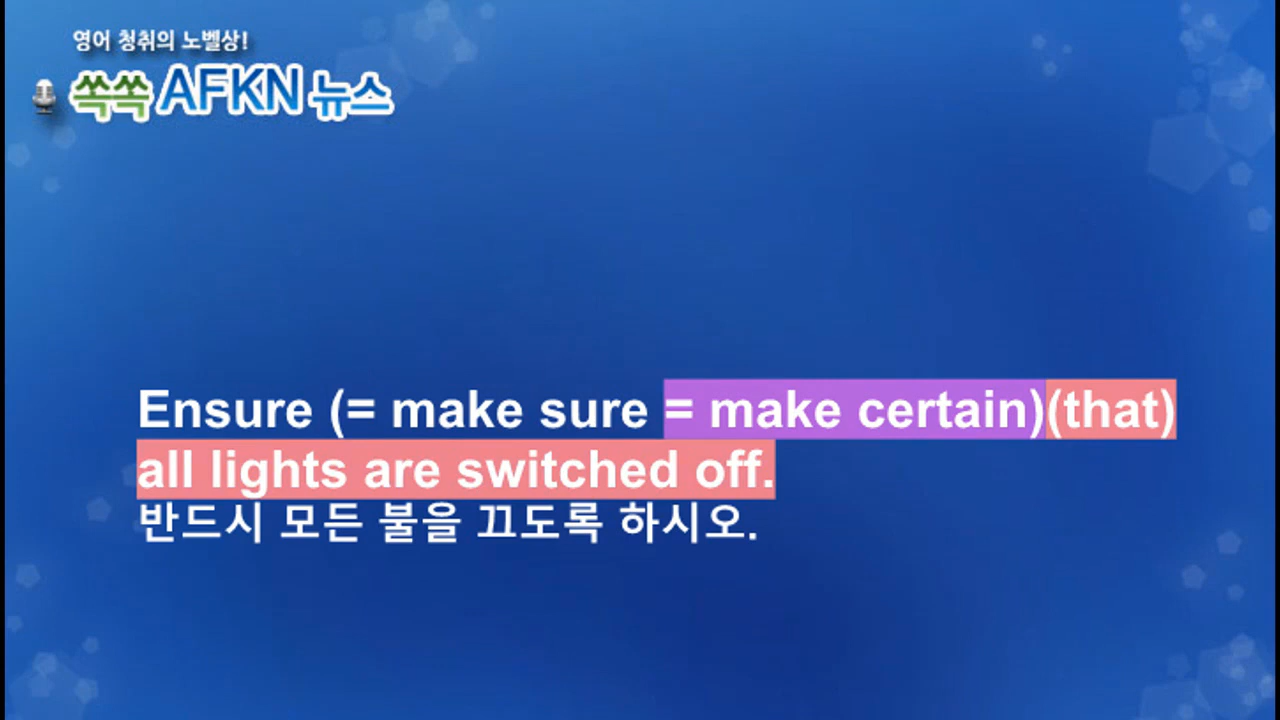 영어 청취의 노벨상!
쏙쏙 AFKN 뉴스
Ensure (= make sure = make certain)(that)
all lights are switched off.
반드시 모든 불을 끄도록 하시오.